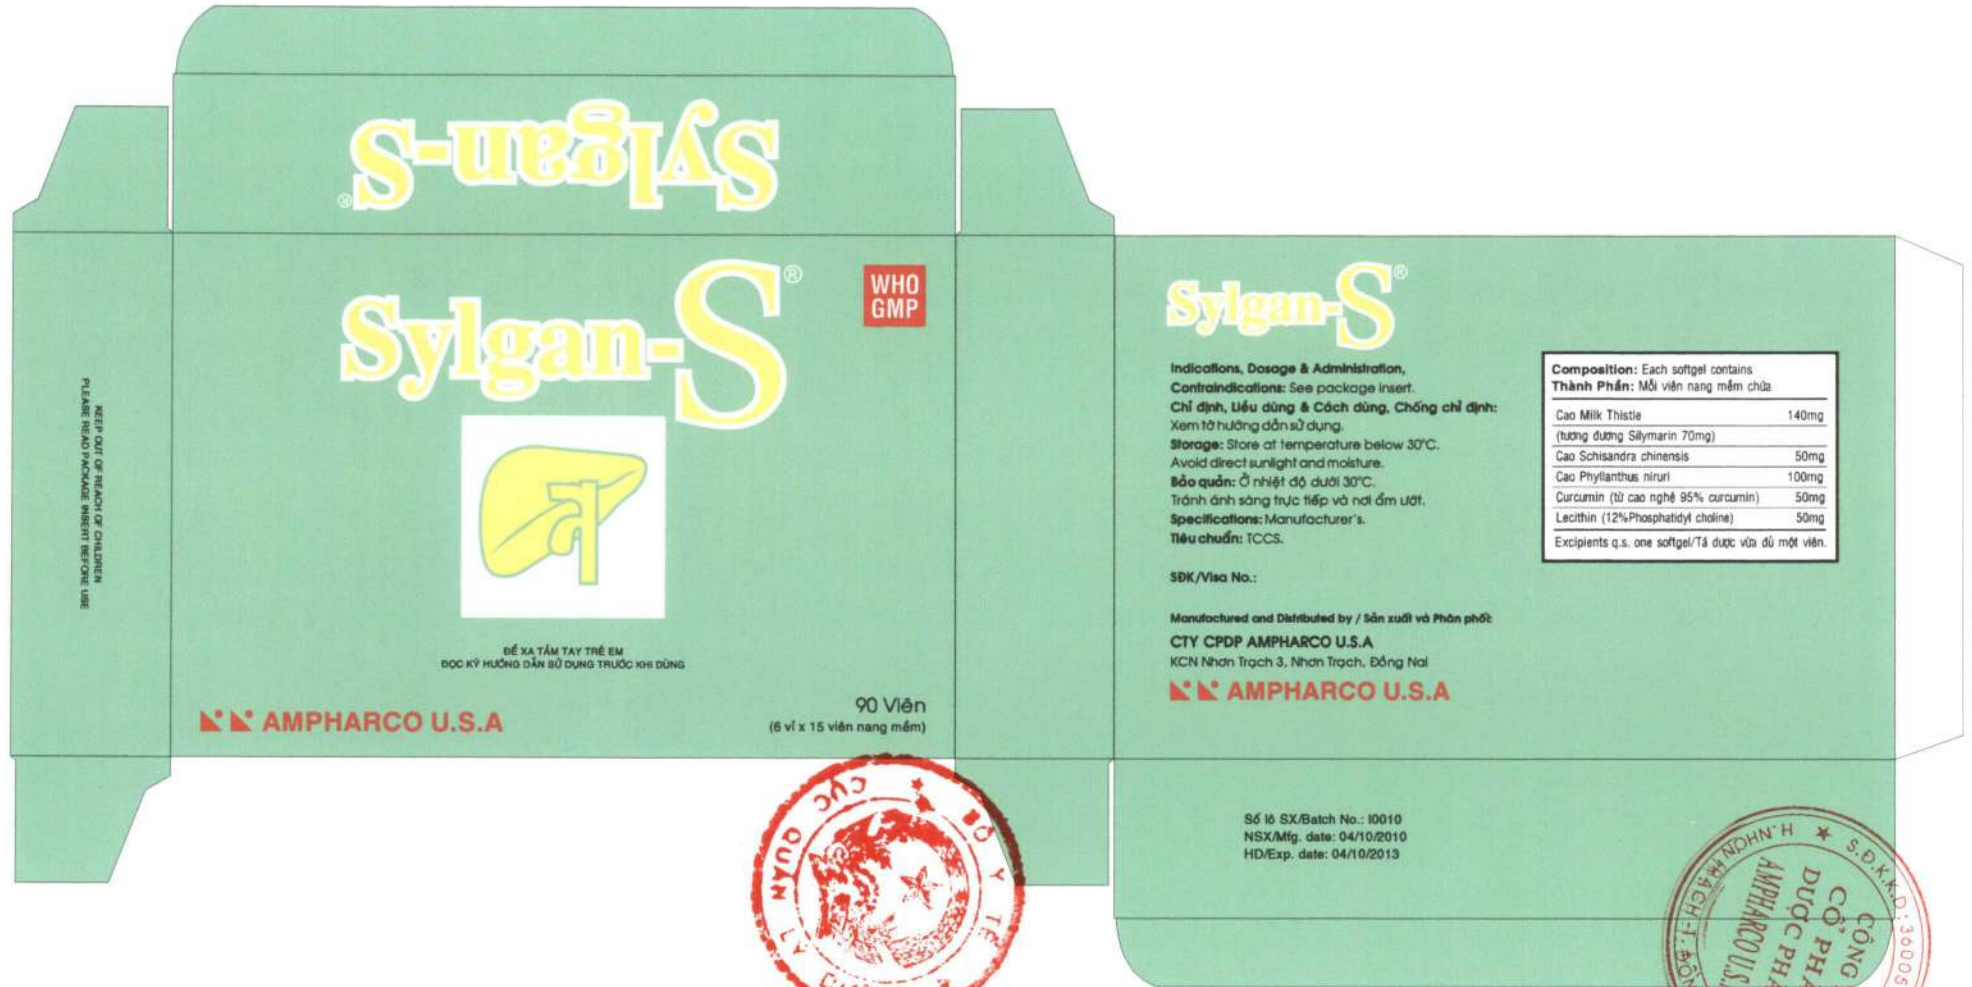 Sylgan-S®
KEEP OUT OF REACH OF CHILDREN
PLEASE READ PACKAGE INSERT BEFORE USE
Sylgan-S®
WHO
GMP
ĐỂ XA TẦM TAY TRẺ EM
ĐỌC KỸ HƯỚNG DẪN SỬ DỤNG TRƯỚC KHI DÙNG
AMPHARCO U.S.A
90 Viên
(6 vỉ x 15 viên nang mềm)
Sylgan-S®
Indications, Dosage & Administration,
Contraindications: See package insert.
Chỉ định, Liều dùng & Cách dùng, Chống chỉ định:
Xem tờ hướng dẫn sử dụng.
Storage: Store at temperature below 30°C.
Avoid direct sunlight and moisture.
Bảo quản: Ở nhiệt độ dưới 30°C.
Tránh ánh sáng trực tiếp và nơi ẩm ướt.
Specifications: Manufacturer's.
Tiêu chuẩn: TCCS.
SĐK/Visa No.:
Manufactured and Distributed by / Sản xuất và Phân phối:
CTY CPDP AMPHARCO U.S.A
KCN Nhơn Trạch 3, Nhơn Trạch, Đồng Nai
AMPHARCO U.S.A
Composition: Each softgel contains
Thành Phần: Mỗi viên nang mềm chứa
Cao Milk Thistle 140mg
(tương đương Silymarin 70mg)
Cao Schisandra chinensis 50mg
Cao Phyllanthus niruri 100mg
Curcumin (từ cao nghệ 95% curcumin) 50mg
Lecithin (12%Phosphatidyl choline) 50mg
Excipients q.s. one softgel/Tá dược vừa đủ một viên.
Số lô SX/Batch No.: I0010
NSX/Mfg. date: 04/10/2010
HD/Exp. date: 04/10/2013
CỤC QUẢN LÝ
BỘ Y TẾ
S.Đ.K.K.D:36005
H.NHƠN TRẠCH-T.
CÔNG
CỔ PH
DƯỢC PH
AMPHARCO U.S.